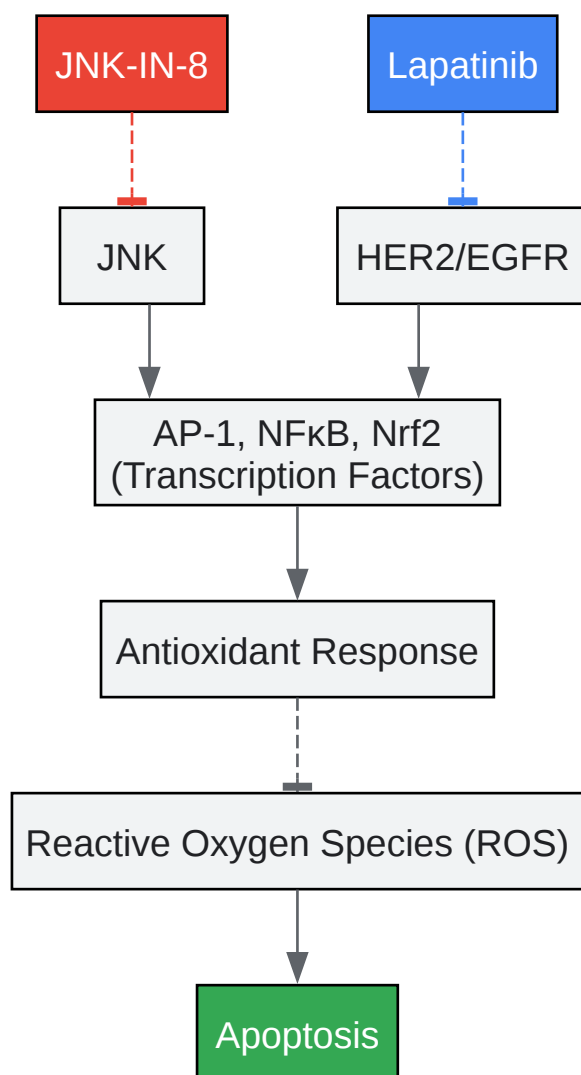 JNK-IN-8
Lapatinib
JNK
HER2/EGFR
AP-1, NFκB, Nrf2
(Transcription Factors)
Antioxidant Response
Reactive Oxygen Species (ROS)
Apoptosis